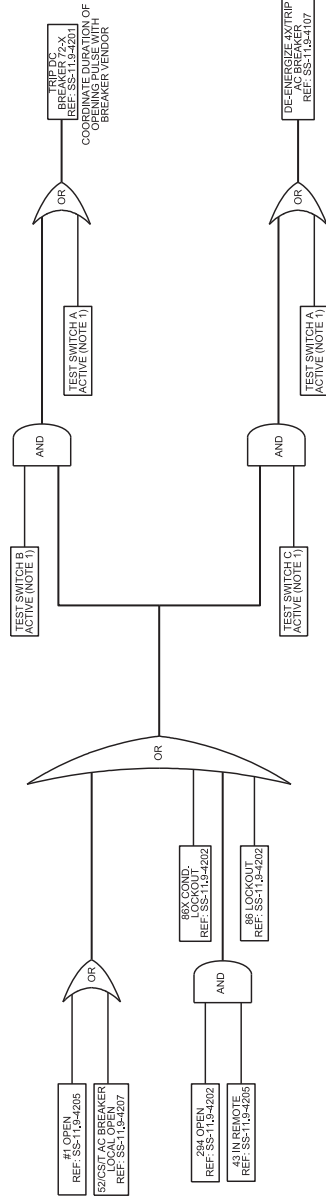 #1 OPEN
REF: SS-11.9-4205
52/CS/T AC BREAKER
LOCAL OPEN
REF: SS-11.9-4207
OR
294 OPEN
REF: SS-11.9-4202
43 IN REMOTE
REF: SS-11.9-4205
AND
86X COND.
LOCKOUT
REF: SS-11.9-4202
86 LOCKOUT
REF: SS-11.9-4202
OR
TEST SWITCH B
ACTIVE (NOTE 1)
AND
TEST SWITCH C
ACTIVE (NOTE 1)
AND
TEST SWITCH A
ACTIVE (NOTE 1)
OR
TEST SWITCH A
ACTIVE (NOTE 1)
OR
TRIP DC
BREAKER 72-X
REF: SS-11.9-4201
COORDINATE DURATION OF
OPENING PULSE WITH
BREAKER VENDOR
DE-ENERGIZE 4X/TRIP
AC BREAKER
REF: SS-11.9-4107